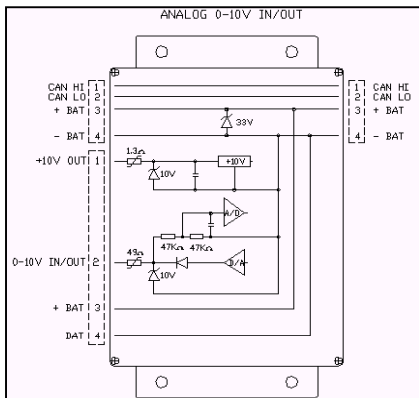 ANALOG 0-10V IN/OUT
CAN HI 1
CAN LO 2
+ BAT 3
- BAT 4
1 CAN HI
2 CAN LO
3 + BAT
4 - BAT
33V
+10V OUT 1
1.3Ω
10V
+10V
A/D
47KΩ 47KΩ
0-10V IN/OUT 2
49Ω
10V
D/A
+ BAT 3
DAT 4